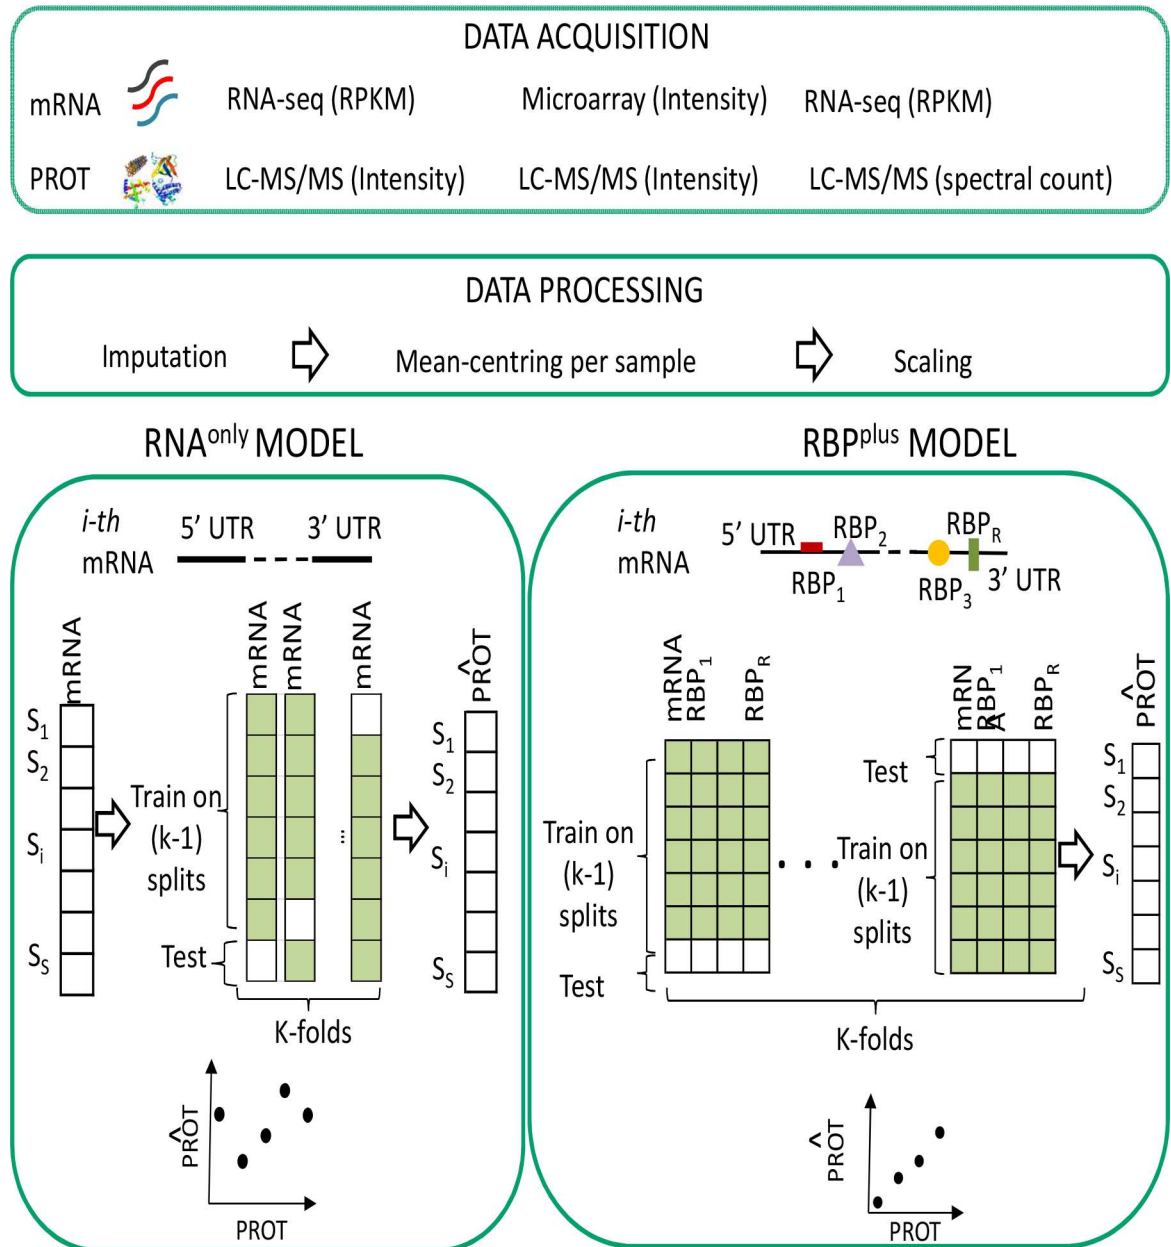 DATA ACQUISITION
mRNA RNA-seq (RPKM) Microarray (Intensity) RNA-seq (RPKM)
PROT LC-MS/MS (Intensity) LC-MS/MS (Intensity) LC-MS/MS (spectral count)
DATA PROCESSING
Imputation Mean-centring per sample Scaling
RNAonly MODEL
i-th
mRNA
5’ UTR 3’ UTR
mRNA
S1
S2
Si
SS
mRNA
mRNA
mRNA
Train on
(k-1)
splits
...
Test
K-folds
PROT^
S1
S2
Si
SS
PROT^
PROT
RBPplus MODEL
i-th
mRNA
5’ UTR
RBP1
RBP2
RBP3
RBPR
3’ UTR
mRNA
RBP1
RBPR
Train on
(k-1)
splits
Test
. . .
mRN
A
RBP1
RBPR
Test
Train on
(k-1)
splits
K-folds
PROT^
S1
S2
Si
SS
PROT^
PROT